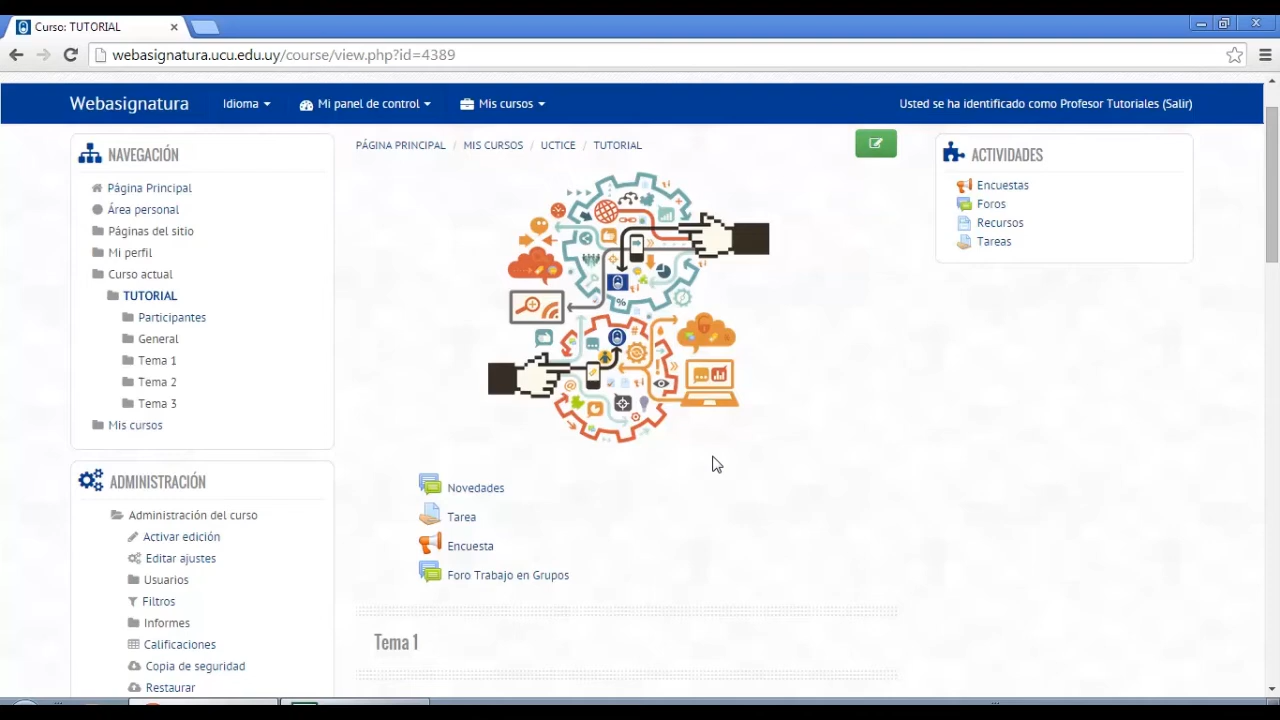 Curso: TUTORIAL
webasignatura.ucu.edu.uy/course/view.php?id=4389
Webasignatura Idioma Mi panel de control Mis cursos Usted se ha identificado como Profesor Tutoriales (Salir)
NAVEGACIÓN
Página Principal
Área personal
Páginas del sitio
Mi perfil
Curso actual
TUTORIAL
Participantes
General
Tema 1
Tema 2
Tema 3
Mis cursos
ADMINISTRACIÓN
Administración del curso
Activar edición
Editar ajustes
Usuarios
Filtros
Informes
Calificaciones
Copia de seguridad
Restaurar
PÁGINA PRINCIPAL / MIS CURSOS / UCTICE / TUTORIAL
%
#
@
Novedades
Tarea
Encuesta
Foro Trabajo en Grupos
Tema 1
ACTIVIDADES
Encuestas
Foros
Recursos
Tareas